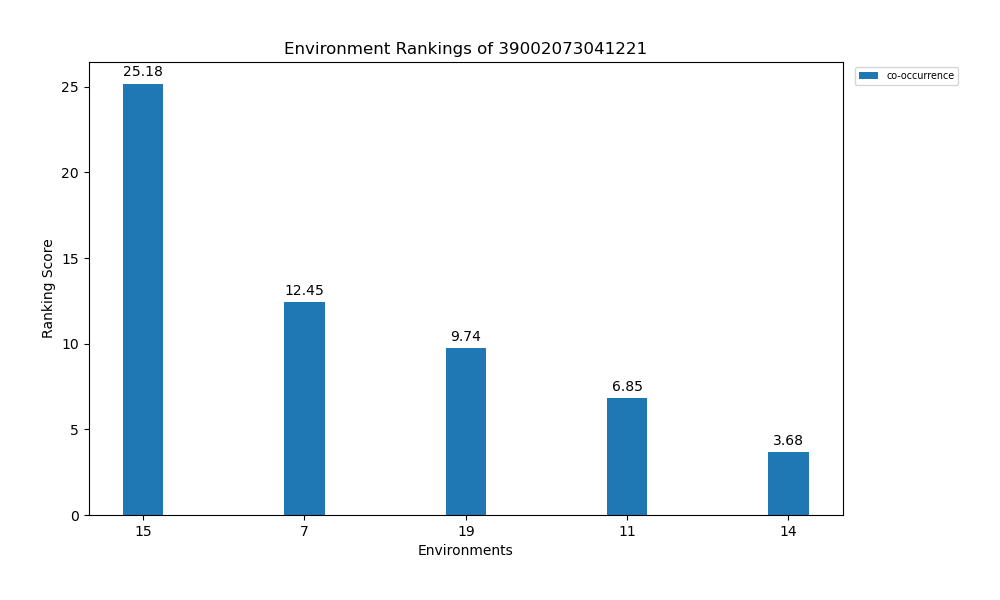 Environment Rankings of 39002073041221
co-occurrence
Ranking Score
25
20
15
10
5
0
25.18
12.45
9.74
6.85
3.68
15 7 19 11 14
Environments